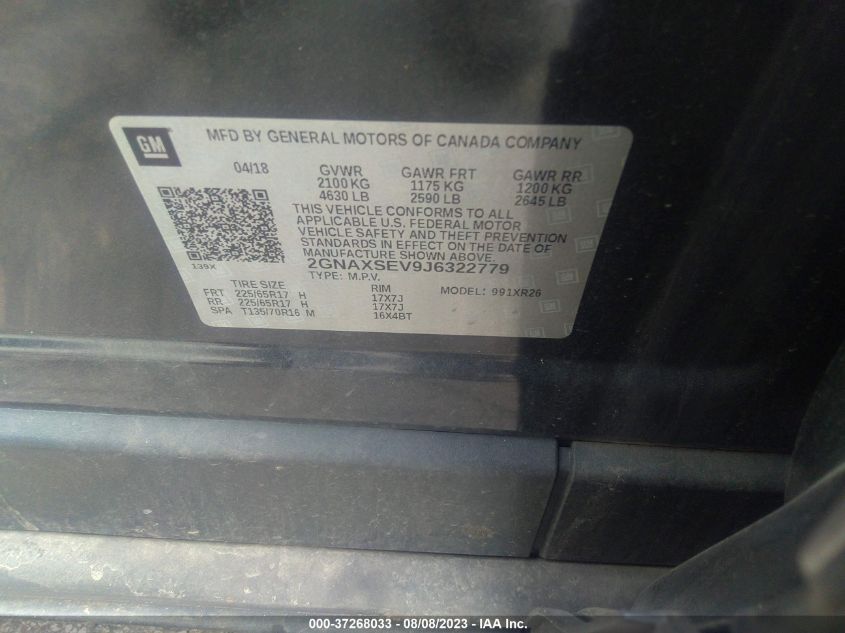 GM
MFD BY GENERAL MOTORS OF CANADA COMPANY
04/18 GVWR GAWR FRT GAWR RR
2100 KG 1175 KG 1200 KG
4630 LB 2590 LB 2645 LB
THIS VEHICLE CONFORMS TO ALL
APPLICABLE U.S. FEDERAL MOTOR
VEHICLE SAFETY AND THEFT PREVENTION
STANDARDS IN EFFECT ON THE DATE OF
MANUFACTURE SHOWN ABOVE.
139X 2GNAXSEV9J6322779
TYPE: M.P.V. MODEL: 991XR26
TIRE SIZE RIM
FRT 225/65R17 H 17X7J
RR 225/65R17 H 17X7J
SPA T135/70R16 M 16X4BT
000-37268033 - 08/08/2023 - IAA Inc.